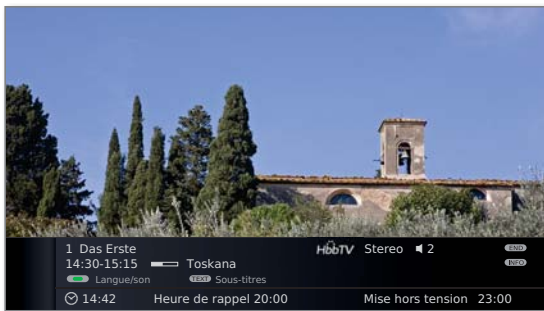 1 Das Erste HbbTV Stereo 2 END
14:30-15:15 Toskana INFO
Langue/son TEXT Sous-titres
14:42 Heure de rappel 20:00 Mise hors tension 23:00